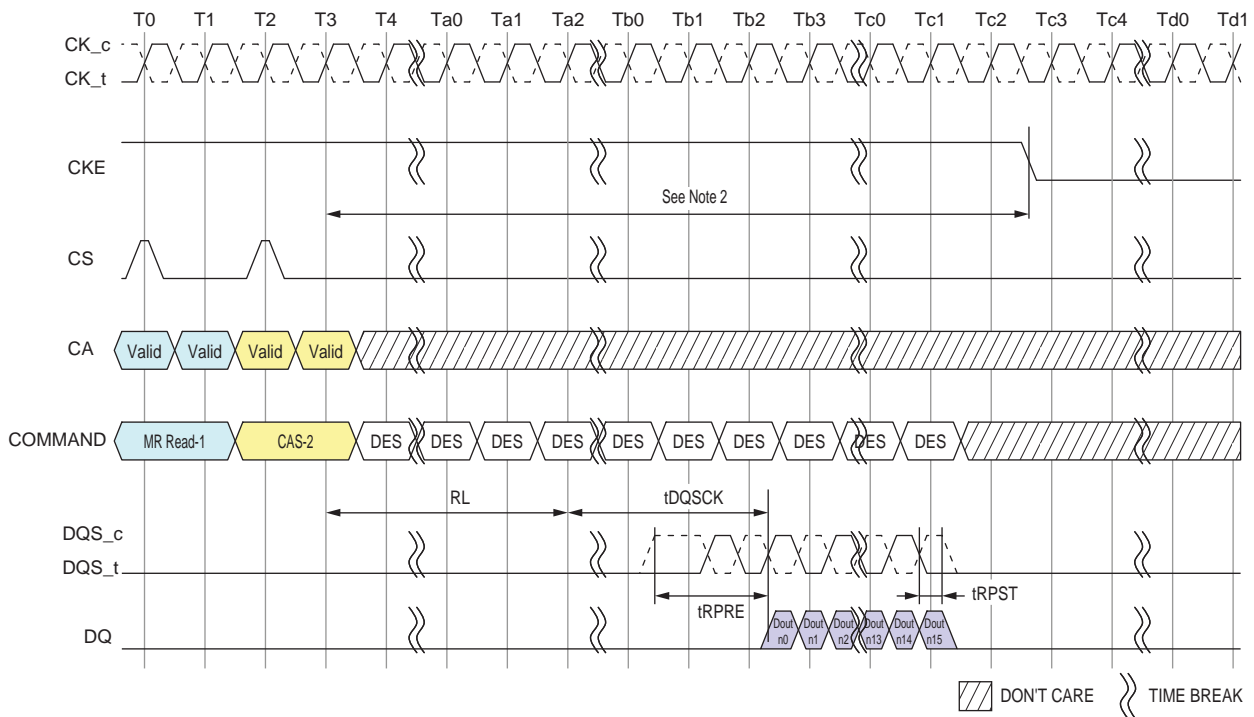 T0 T1 T2 T3 T4 Ta0 Ta1 Ta2 Tb0 Tb1 Tb2 Tb3 Tc0 Tc1 Tc2 Tc3 Tc4 Td0 Td1
CK_c
CK_t
CKE
See Note 2
CS
CA Valid Valid Valid Valid
COMMAND MR Read-1 CAS-2 DES DES DES DES DES DES DES DES DES DES
RL tDQSCK
DQS_c
DQS_t
tRPRE tRPST
DQ Dout Dout Dout Dout Dout Dout
n0 n1 n2 n13 n14 n15
DON'T CARE TIME BREAK